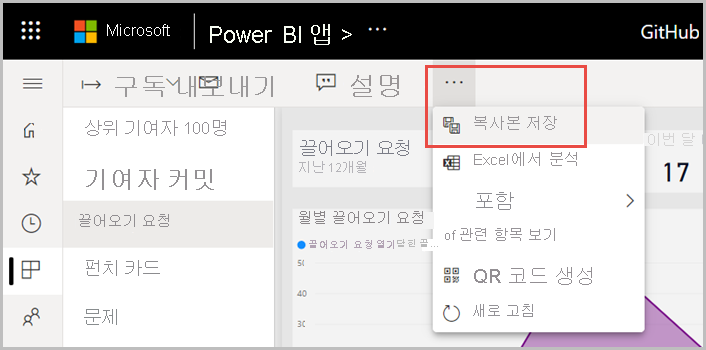 Microsoft Power BI 앱 > ... GitHub
구독 내보내기 설명 ...
상위 기여자 100명
기여자 커밋
끌어오기 요청
펀치 카드
문제
끌어오기 요청
지난 12개월
이번 달
17
월별 끌어오기 요청
끌어오기 요청 열기 닫힌 끌...
50
40
30
20
복사본 저장
Excel에서 분석
포함
of 관련 항목 보기
QR 코드 생성
새로 고침